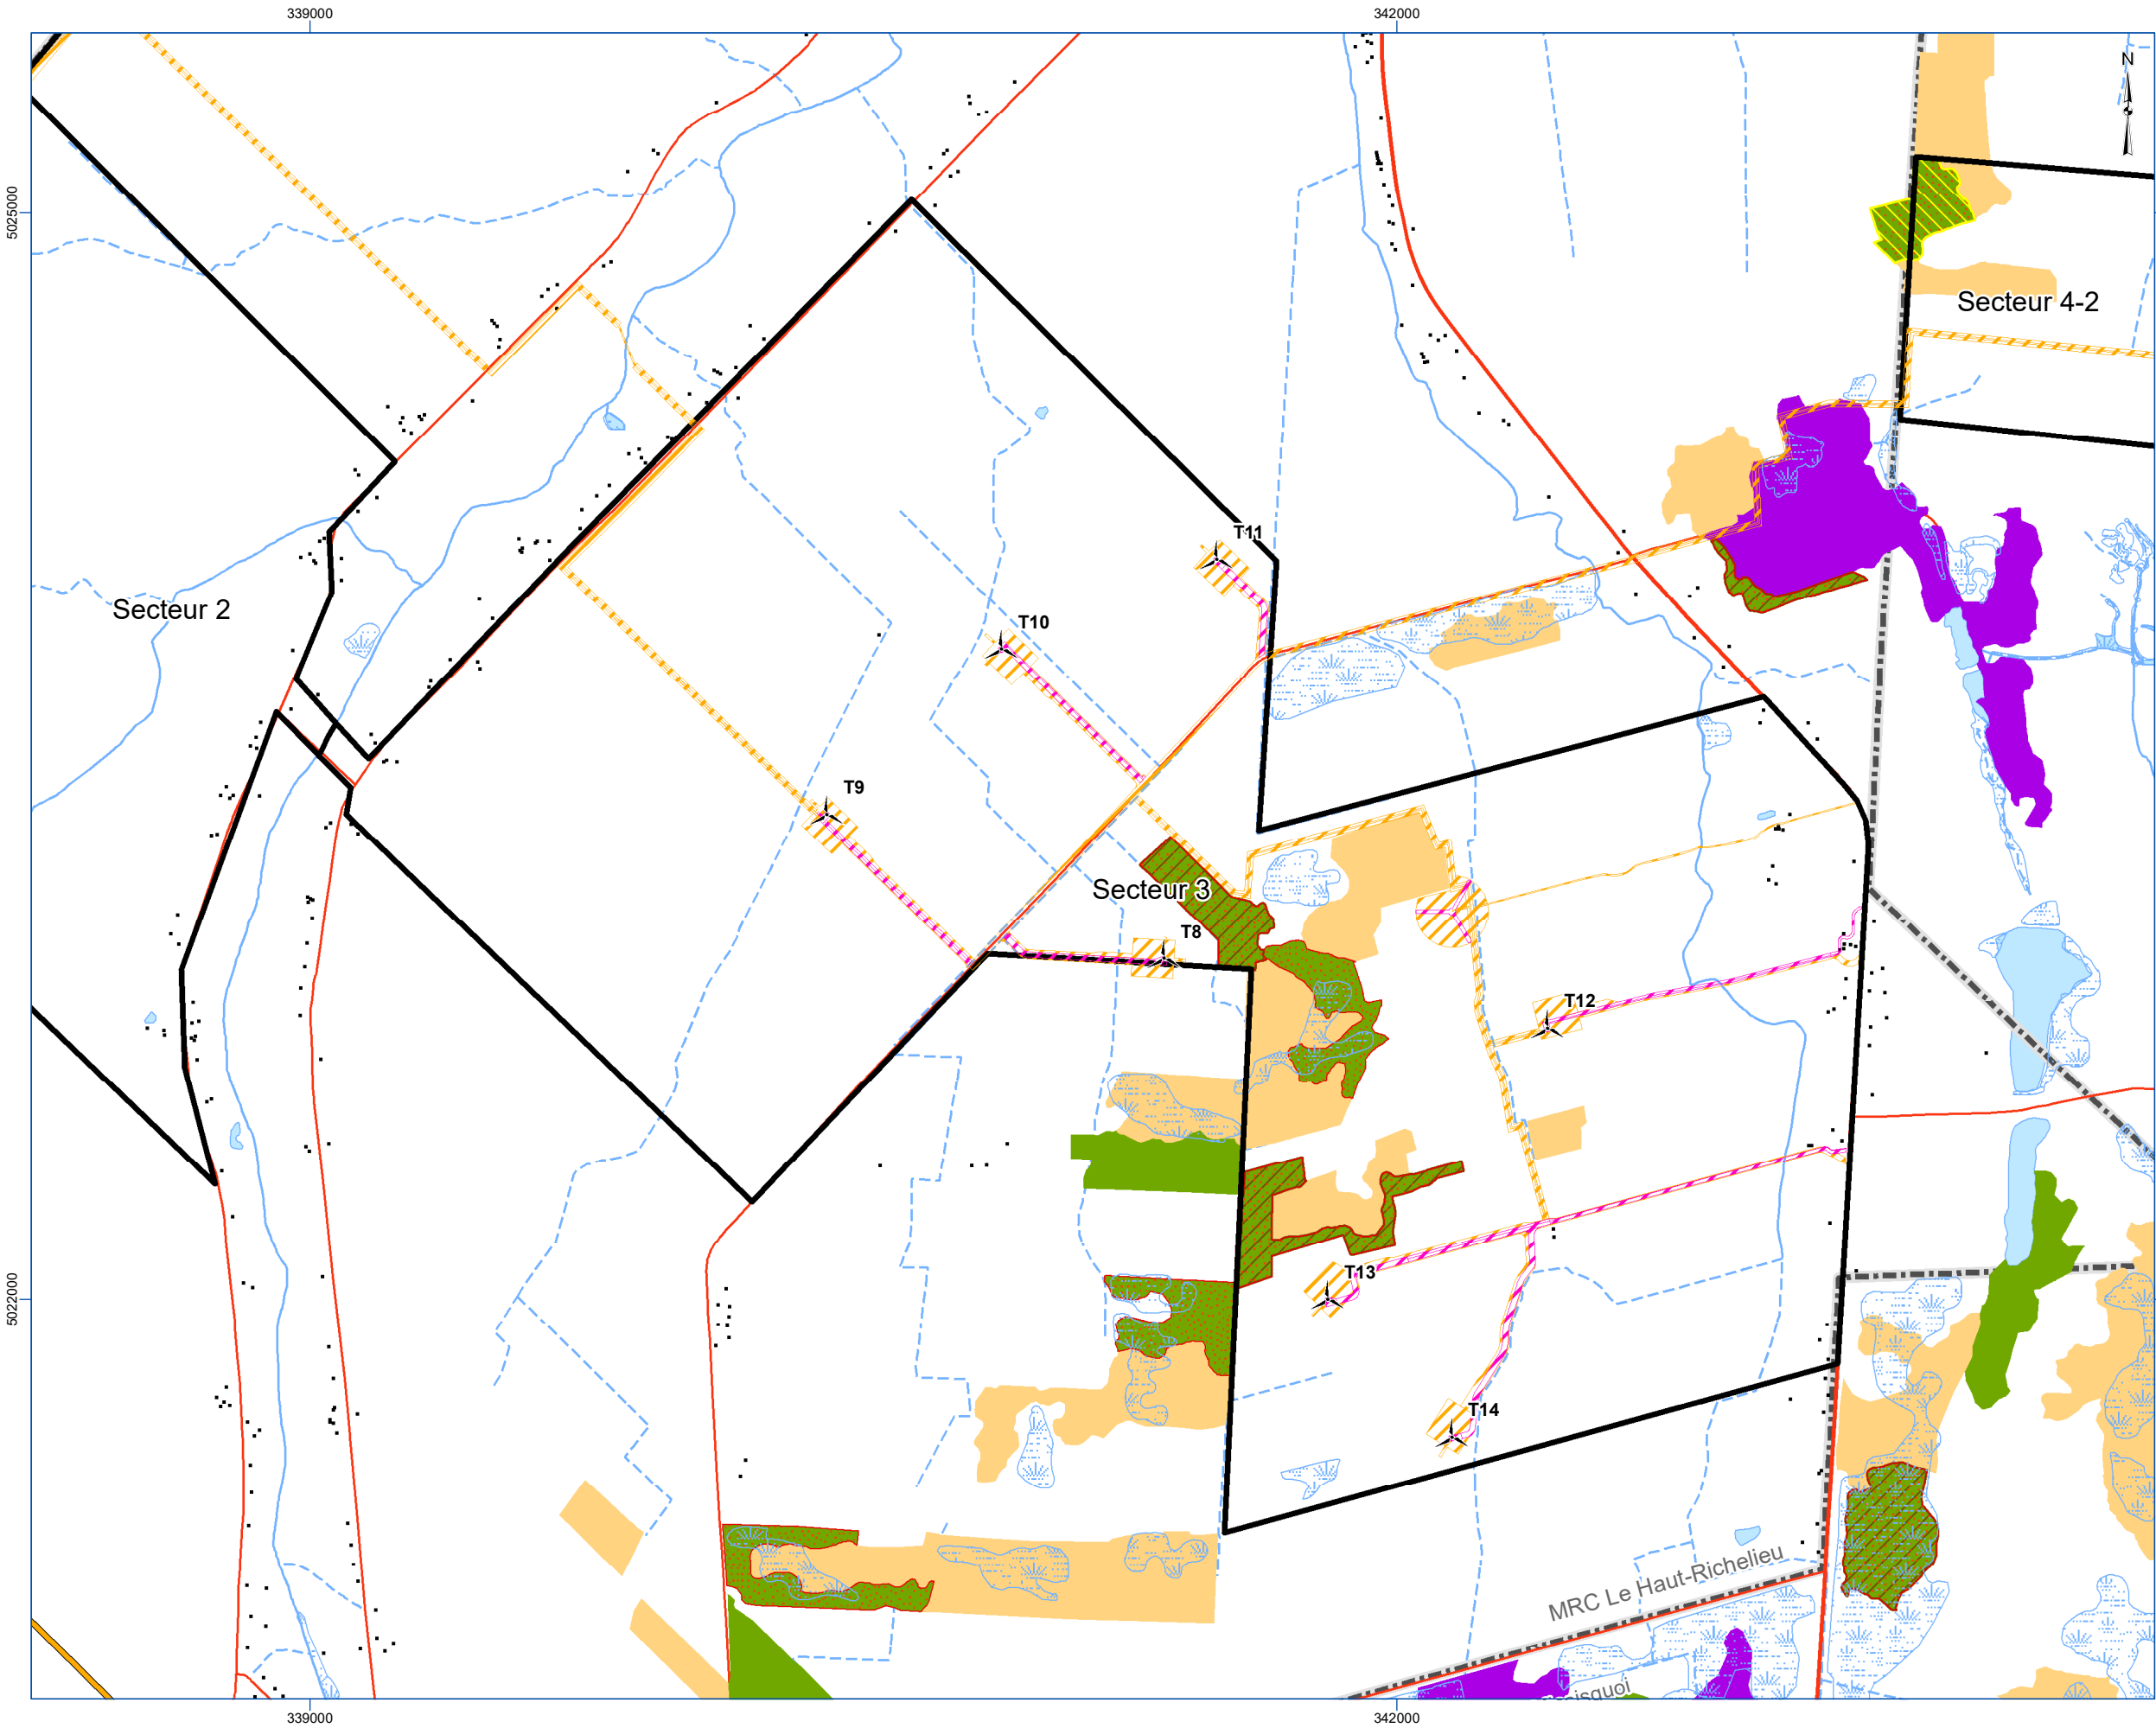 339000
342000
N
5025000
Secteur 4-2
T11
Secteur 2
T10
T9
Secteur 3
T8
T12
T13
5022000
T14
MRC Le Haut-Richelieu
339000
342000